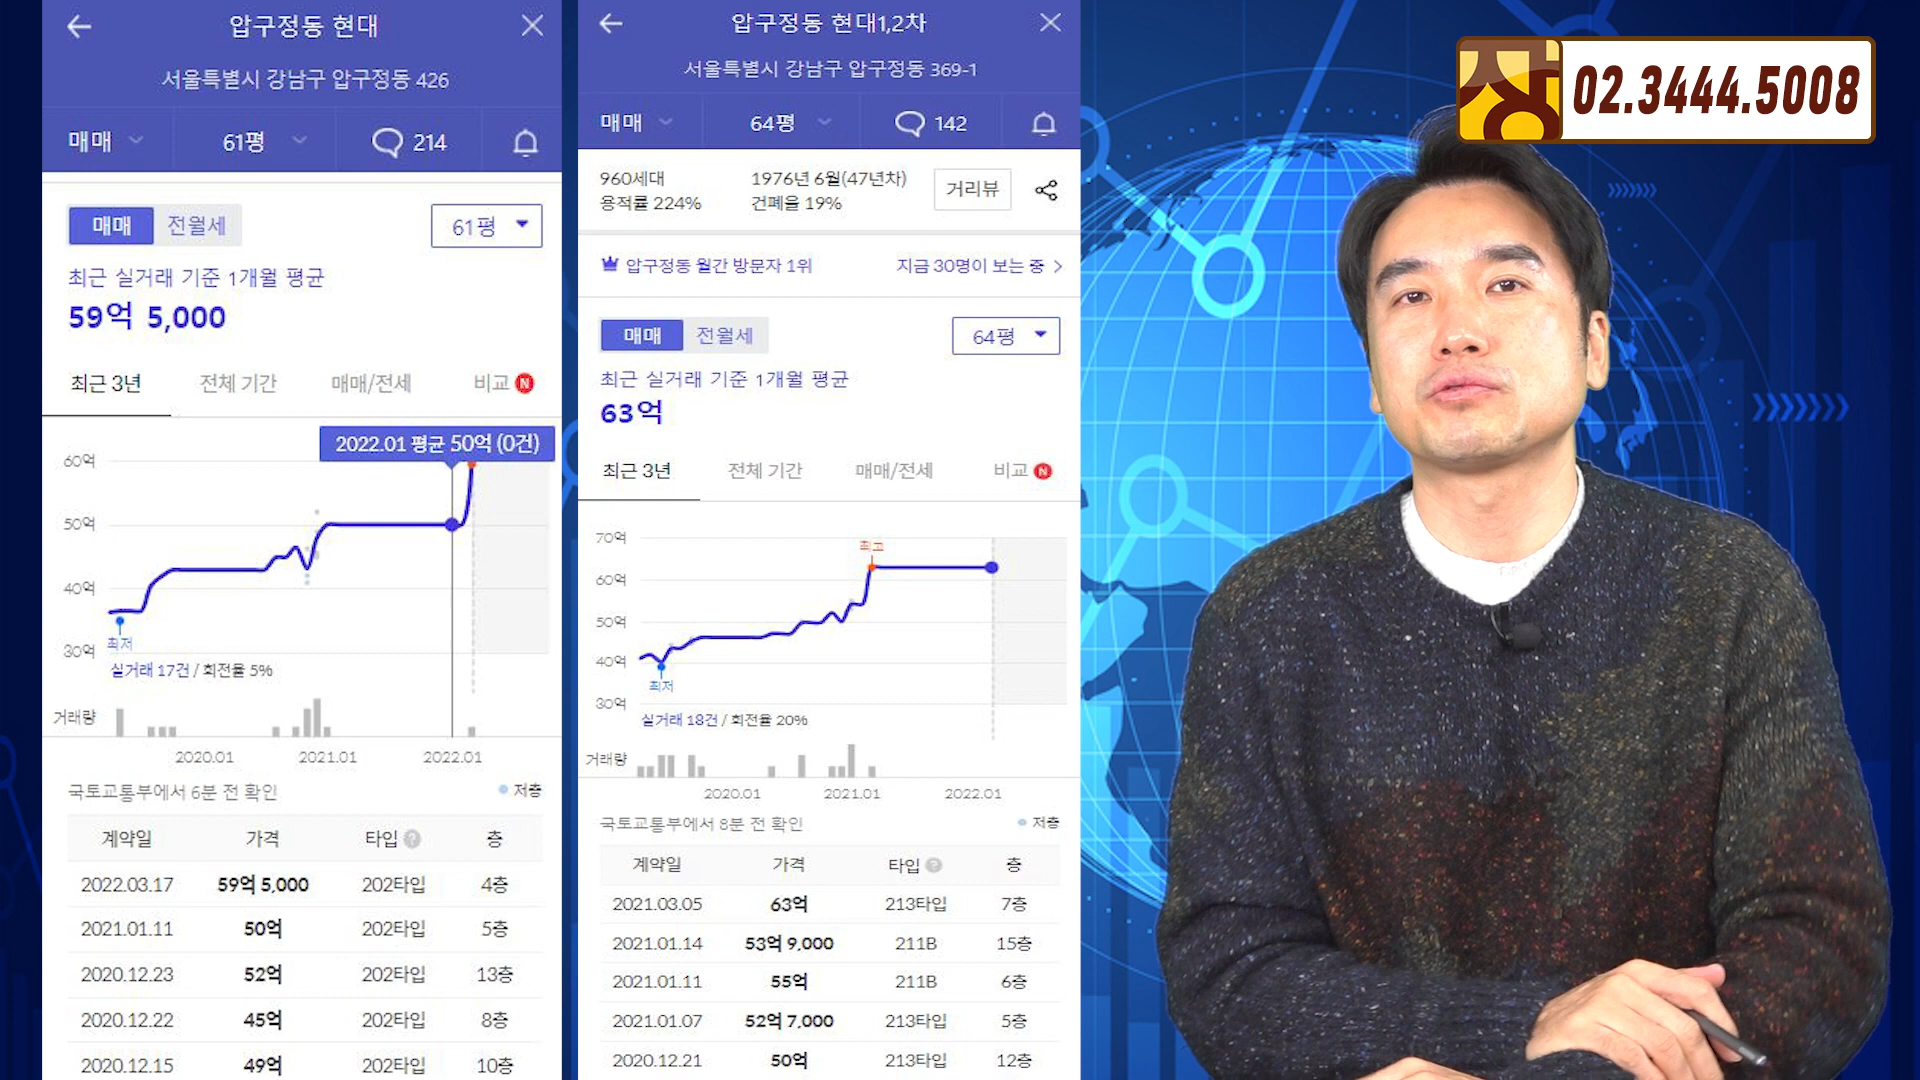 압구정동 현대
서울특별시 강남구 압구정동 426
매매 61평 214
매매 전월세 61평
최근 실거래 기준 1개월 평균
59억 5,000
최근 3년 전체 기간 매매/전세 비교 N
2022.01 평균 50억 (0건)
60억
50억
40억
30억
최저
실거래 17건 / 회전율 5%
거래량
2020.01 2021.01 2022.01
국토교통부에서 6분 전 확인 저층
계약일 가격 타입 ? 층
2022.03.17 59억 5,000 202타입 4층
2021.01.11 50억 202타입 5층
2020.12.23 52억 202타입 13층
2020.12.22 45억 202타입 8층
2020.12.15 49억 202타입 10층
압구정동 현대1,2차
서울특별시 강남구 압구정동 369-1
매매 64평 142
960세대 1976년 6월(47년차) 거리뷰
용적률 224% 건폐율 19%
압구정동 월간 방문자 1위 지금 30명이 보는 중
매매 전월세 64평
최근 실거래 기준 1개월 평균
63억
최근 3년 전체 기간 매매/전세 비교 N
70억
최고
60억
50억
40억
최저
30억
실거래 18건 / 회전율 20%
거래량
2020.01 2021.01 2022.01
국토교통부에서 8분 전 확인 저층
계약일 가격 타입 ? 층
2021.03.05 63억 213타입 7층
2021.01.14 53억 9,000 211B 15층
2021.01.11 55억 211B 6층
2021.01.07 52억 7,000 213타입 5층
2020.12.21 50억 213타입 12층
02.3444.5008